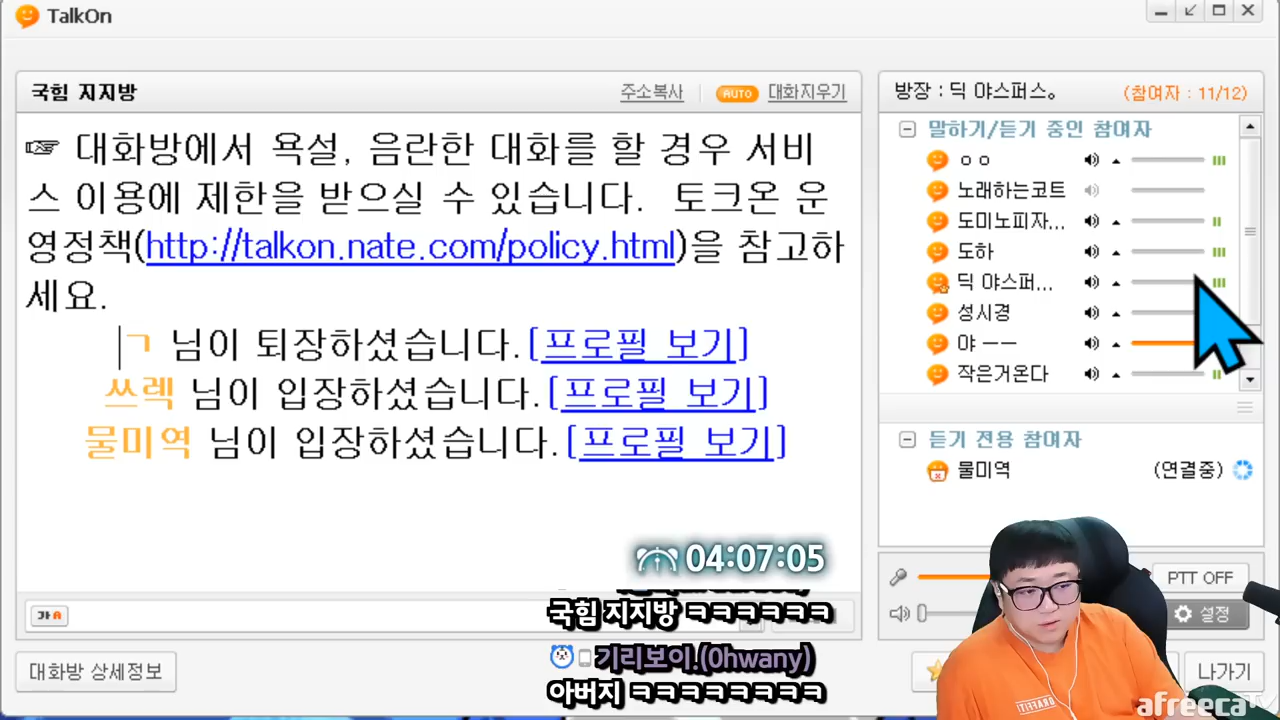 TalkOn
국힘 지지방
주소복사
AUTO
대화지우기
☞ 대화방에서 욕설, 음란한 대화를 할 경우 서비
스 이용에 제한을 받으실 수 있습니다. 토크온 운
영정책(http://talkon.nate.com/policy.html)을 참고하
세요.
ㄱ 님이 퇴장하셨습니다.[프로필 보기]
쓰렉 님이 입장하셨습니다.[프로필 보기]
물미역 님이 입장하셨습니다.[프로필 보기]
방장 : 딕 야스퍼스。
(참여자 : 11/12)
말하기/듣기 중인 참여자
ㅇㅇ
노래하는코트
도미노피자...
도하
딕 야스퍼...
성시경
야 ㅡㅡ
작은거온다
듣기 전용 참여자
물미역
(연결중)
04:07:05
가A
국힘 지지방 ㅋㅋㅋㅋㅋㅋ
기리보이.(0hwany)
아버지 ㅋㅋㅋㅋㅋㅋㅋㅋ
PTT OFF
설정
대화방 상세정보
나가기
GRAFFIT
afreecaTV